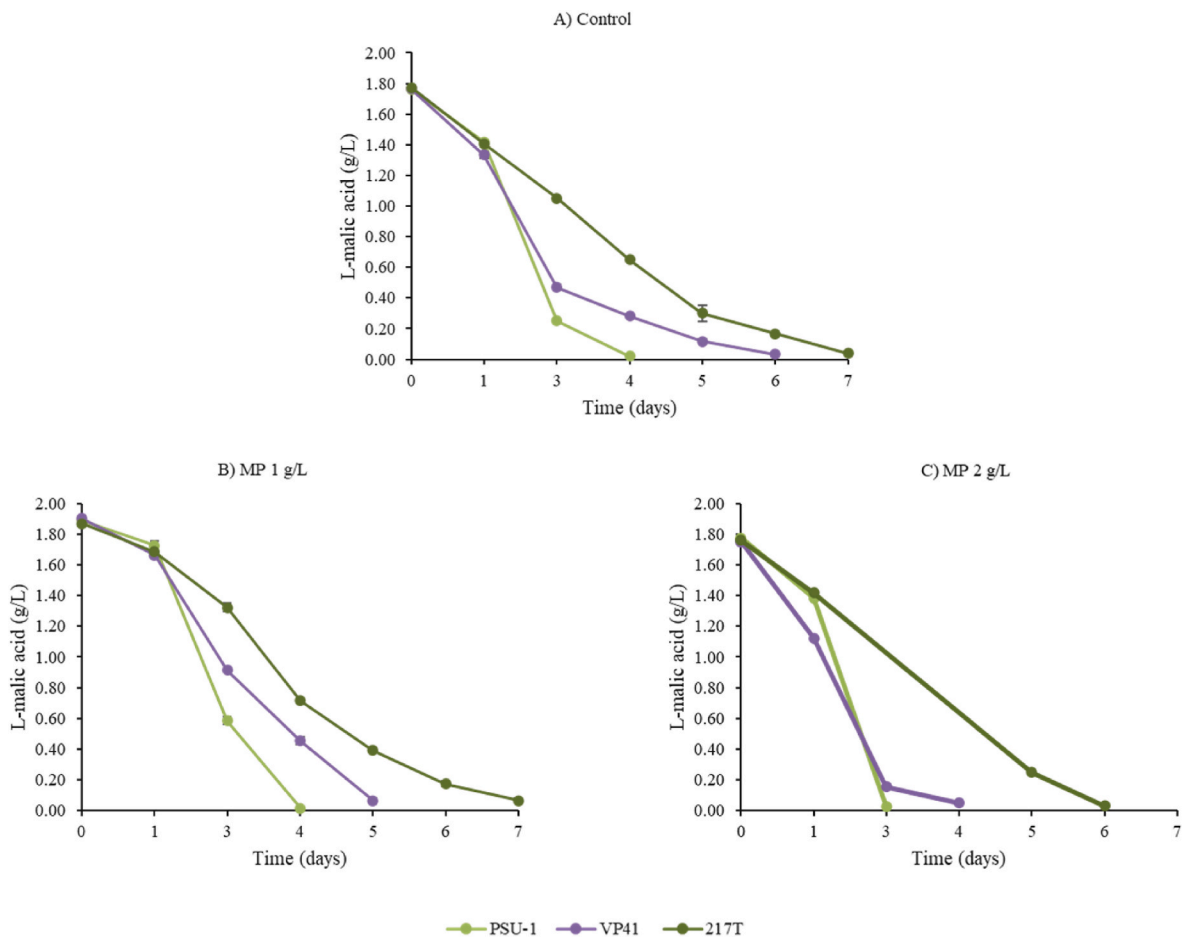 A) Control
2.00
1.80
1.60
1.40
1.20
1.00
0.80
0.60
0.40
0.20
0.00
L-malic acid (g/L)
0 1 3 4 5 6 7
Time (days)
B) MP 1 g/L
2.00
1.80
1.60
1.40
1.20
1.00
0.80
0.60
0.40
0.20
0.00
L-malic acid (g/L)
0 1 3 4 5 6 7
Time (days)
C) MP 2 g/L
2.00
1.80
1.60
1.40
1.20
1.00
0.80
0.60
0.40
0.20
0.00
L-malic acid (g/L)
0 1 3 4 5 6 7
Time (days)
PSU-1 VP41 217T